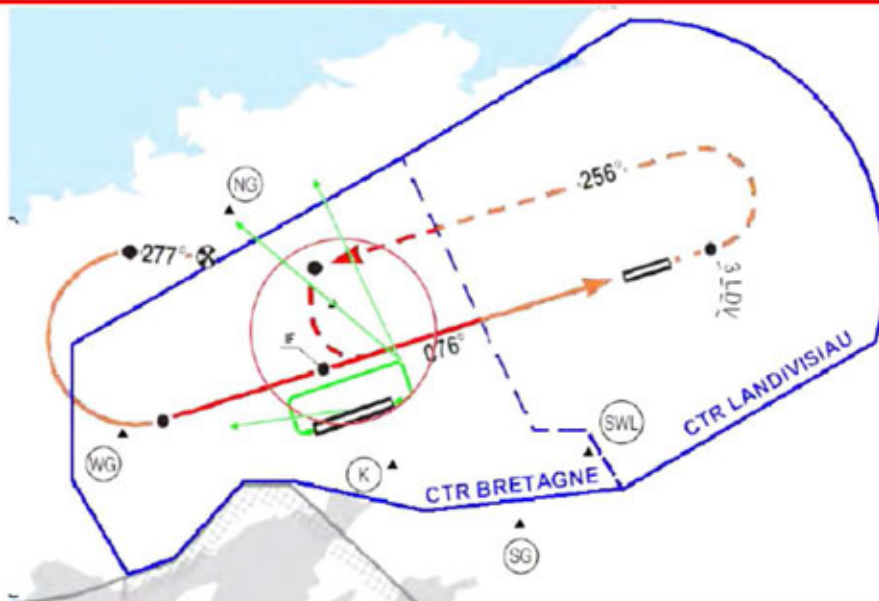 NG
256°
277°
3 LDV
IF
076°
CTR LANDIVISIAU
SWL
WG
K
CTR BRETAGNE
SG